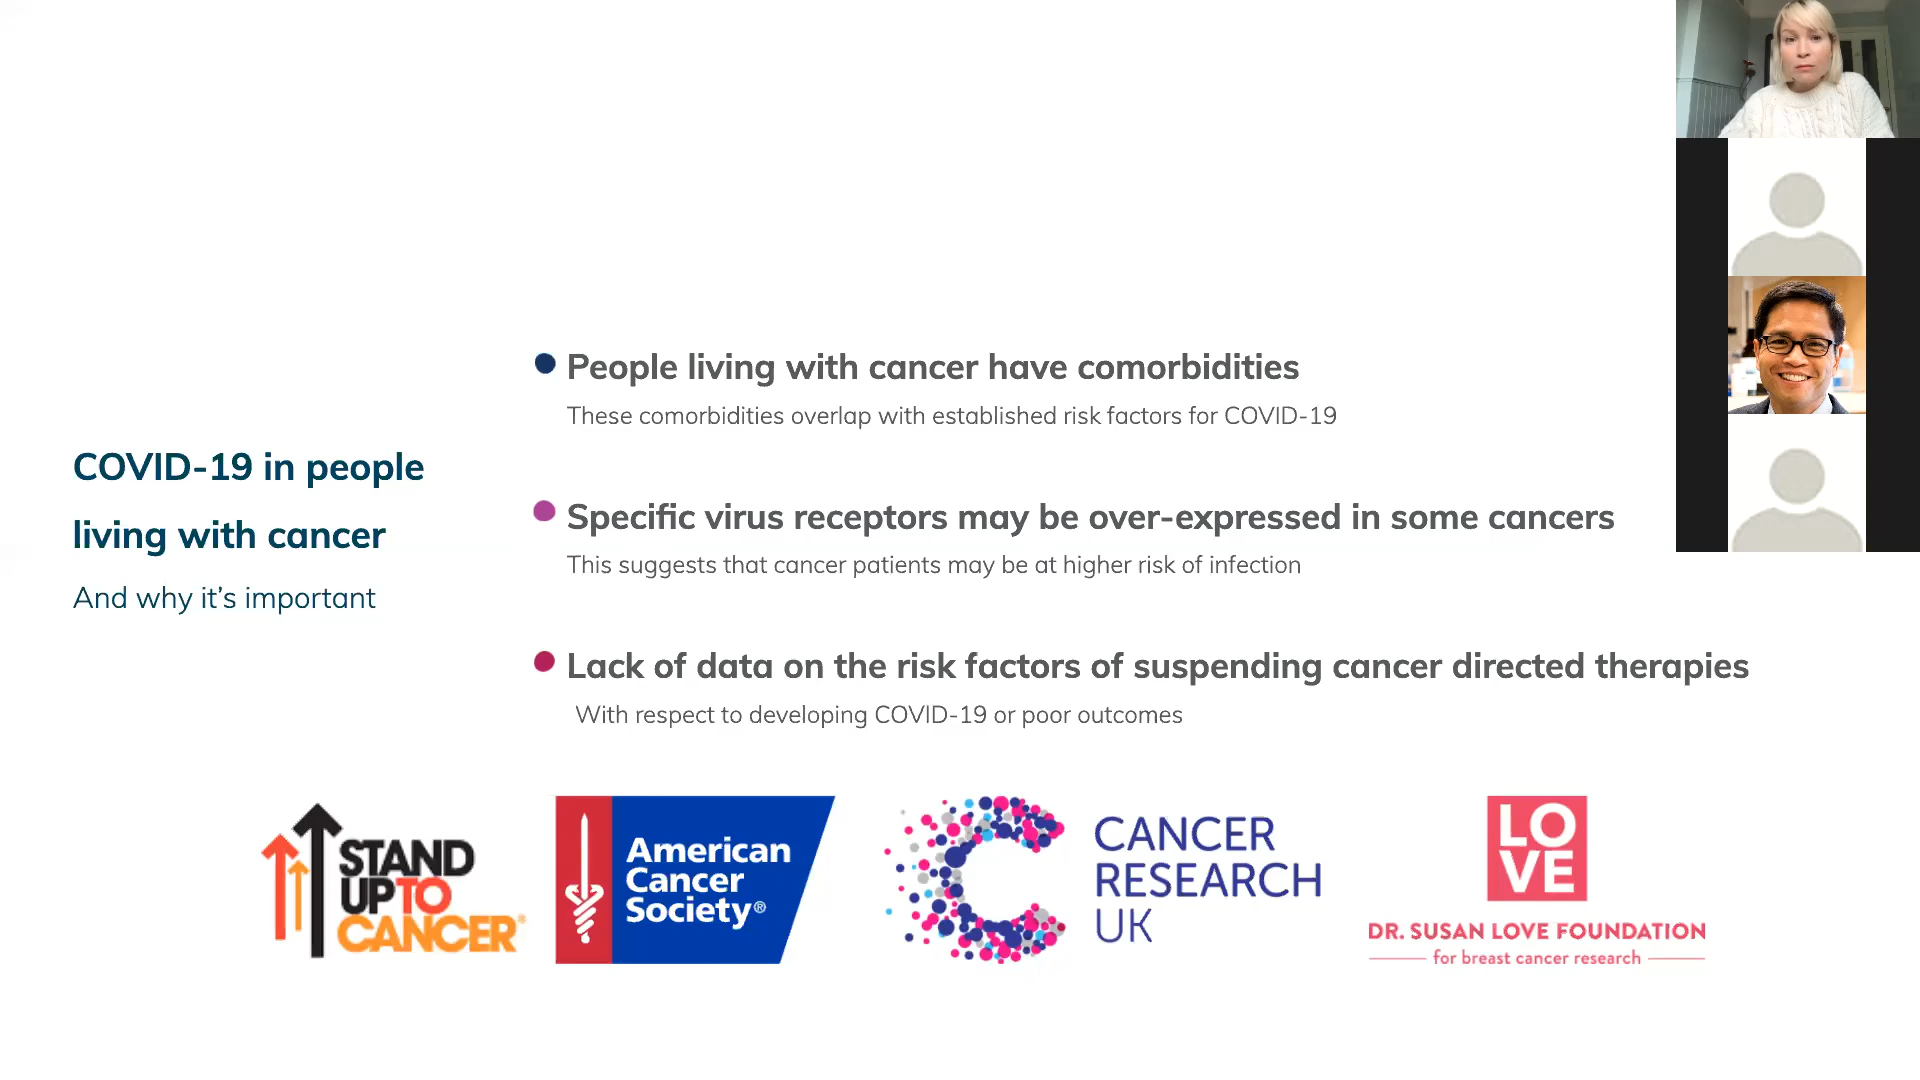 COVID-19 in people
living with cancer
And why it’s important
People living with cancer have comorbidities
These comorbidities overlap with established risk factors for COVID-19
Specific virus receptors may be over-expressed in some cancers
This suggests that cancer patients may be at higher risk of infection
Lack of data on the risk factors of suspending cancer directed therapies
With respect to developing COVID-19 or poor outcomes
STAND
UP TO
CANCER®
American
Cancer
Society®
CANCER
RESEARCH
UK
LO
VE
DR. SUSAN LOVE FOUNDATION
for breast cancer research